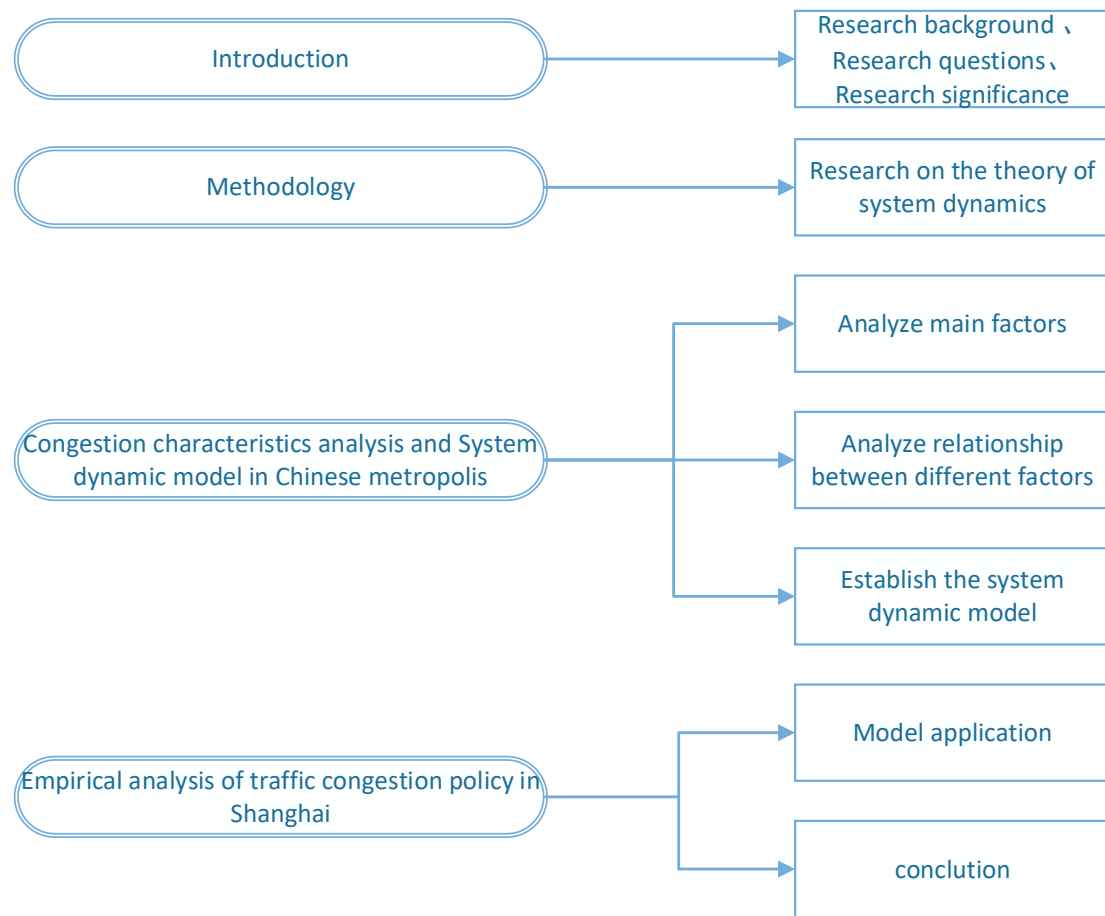 Introduction
Research background 、
Research questions、
Research significance
Methodology
Research on the theory of
system dynamics
Congestion characteristics analysis and System
dynamic model in Chinese metropolis
Analyze main factors
Analyze relationship
between different factors
Establish the system
dynamic model
Empirical analysis of traffic congestion policy in
Shanghai
Model application
conclution